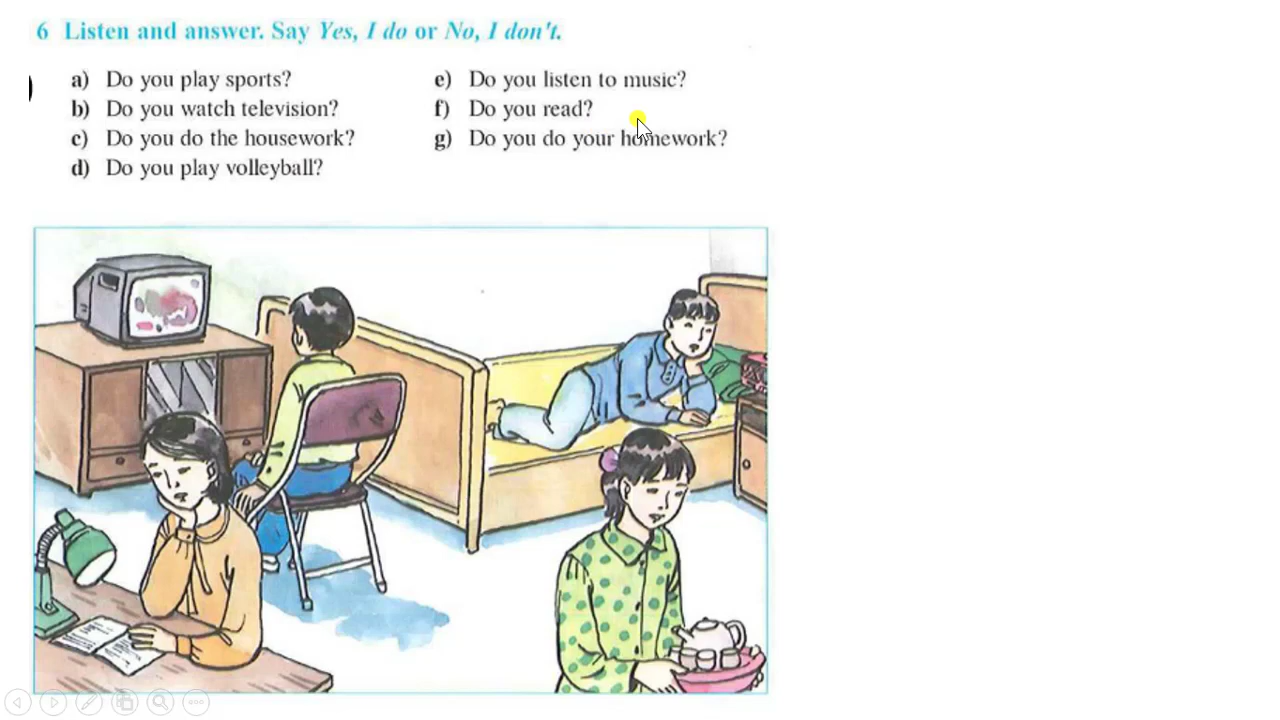 6 Listen and answer. Say Yes, I do or No, I don't.
a) Do you play sports?
b) Do you watch television?
c) Do you do the housework?
d) Do you play volleyball?
e) Do you listen to music?
f) Do you read?
g) Do you do your homework?